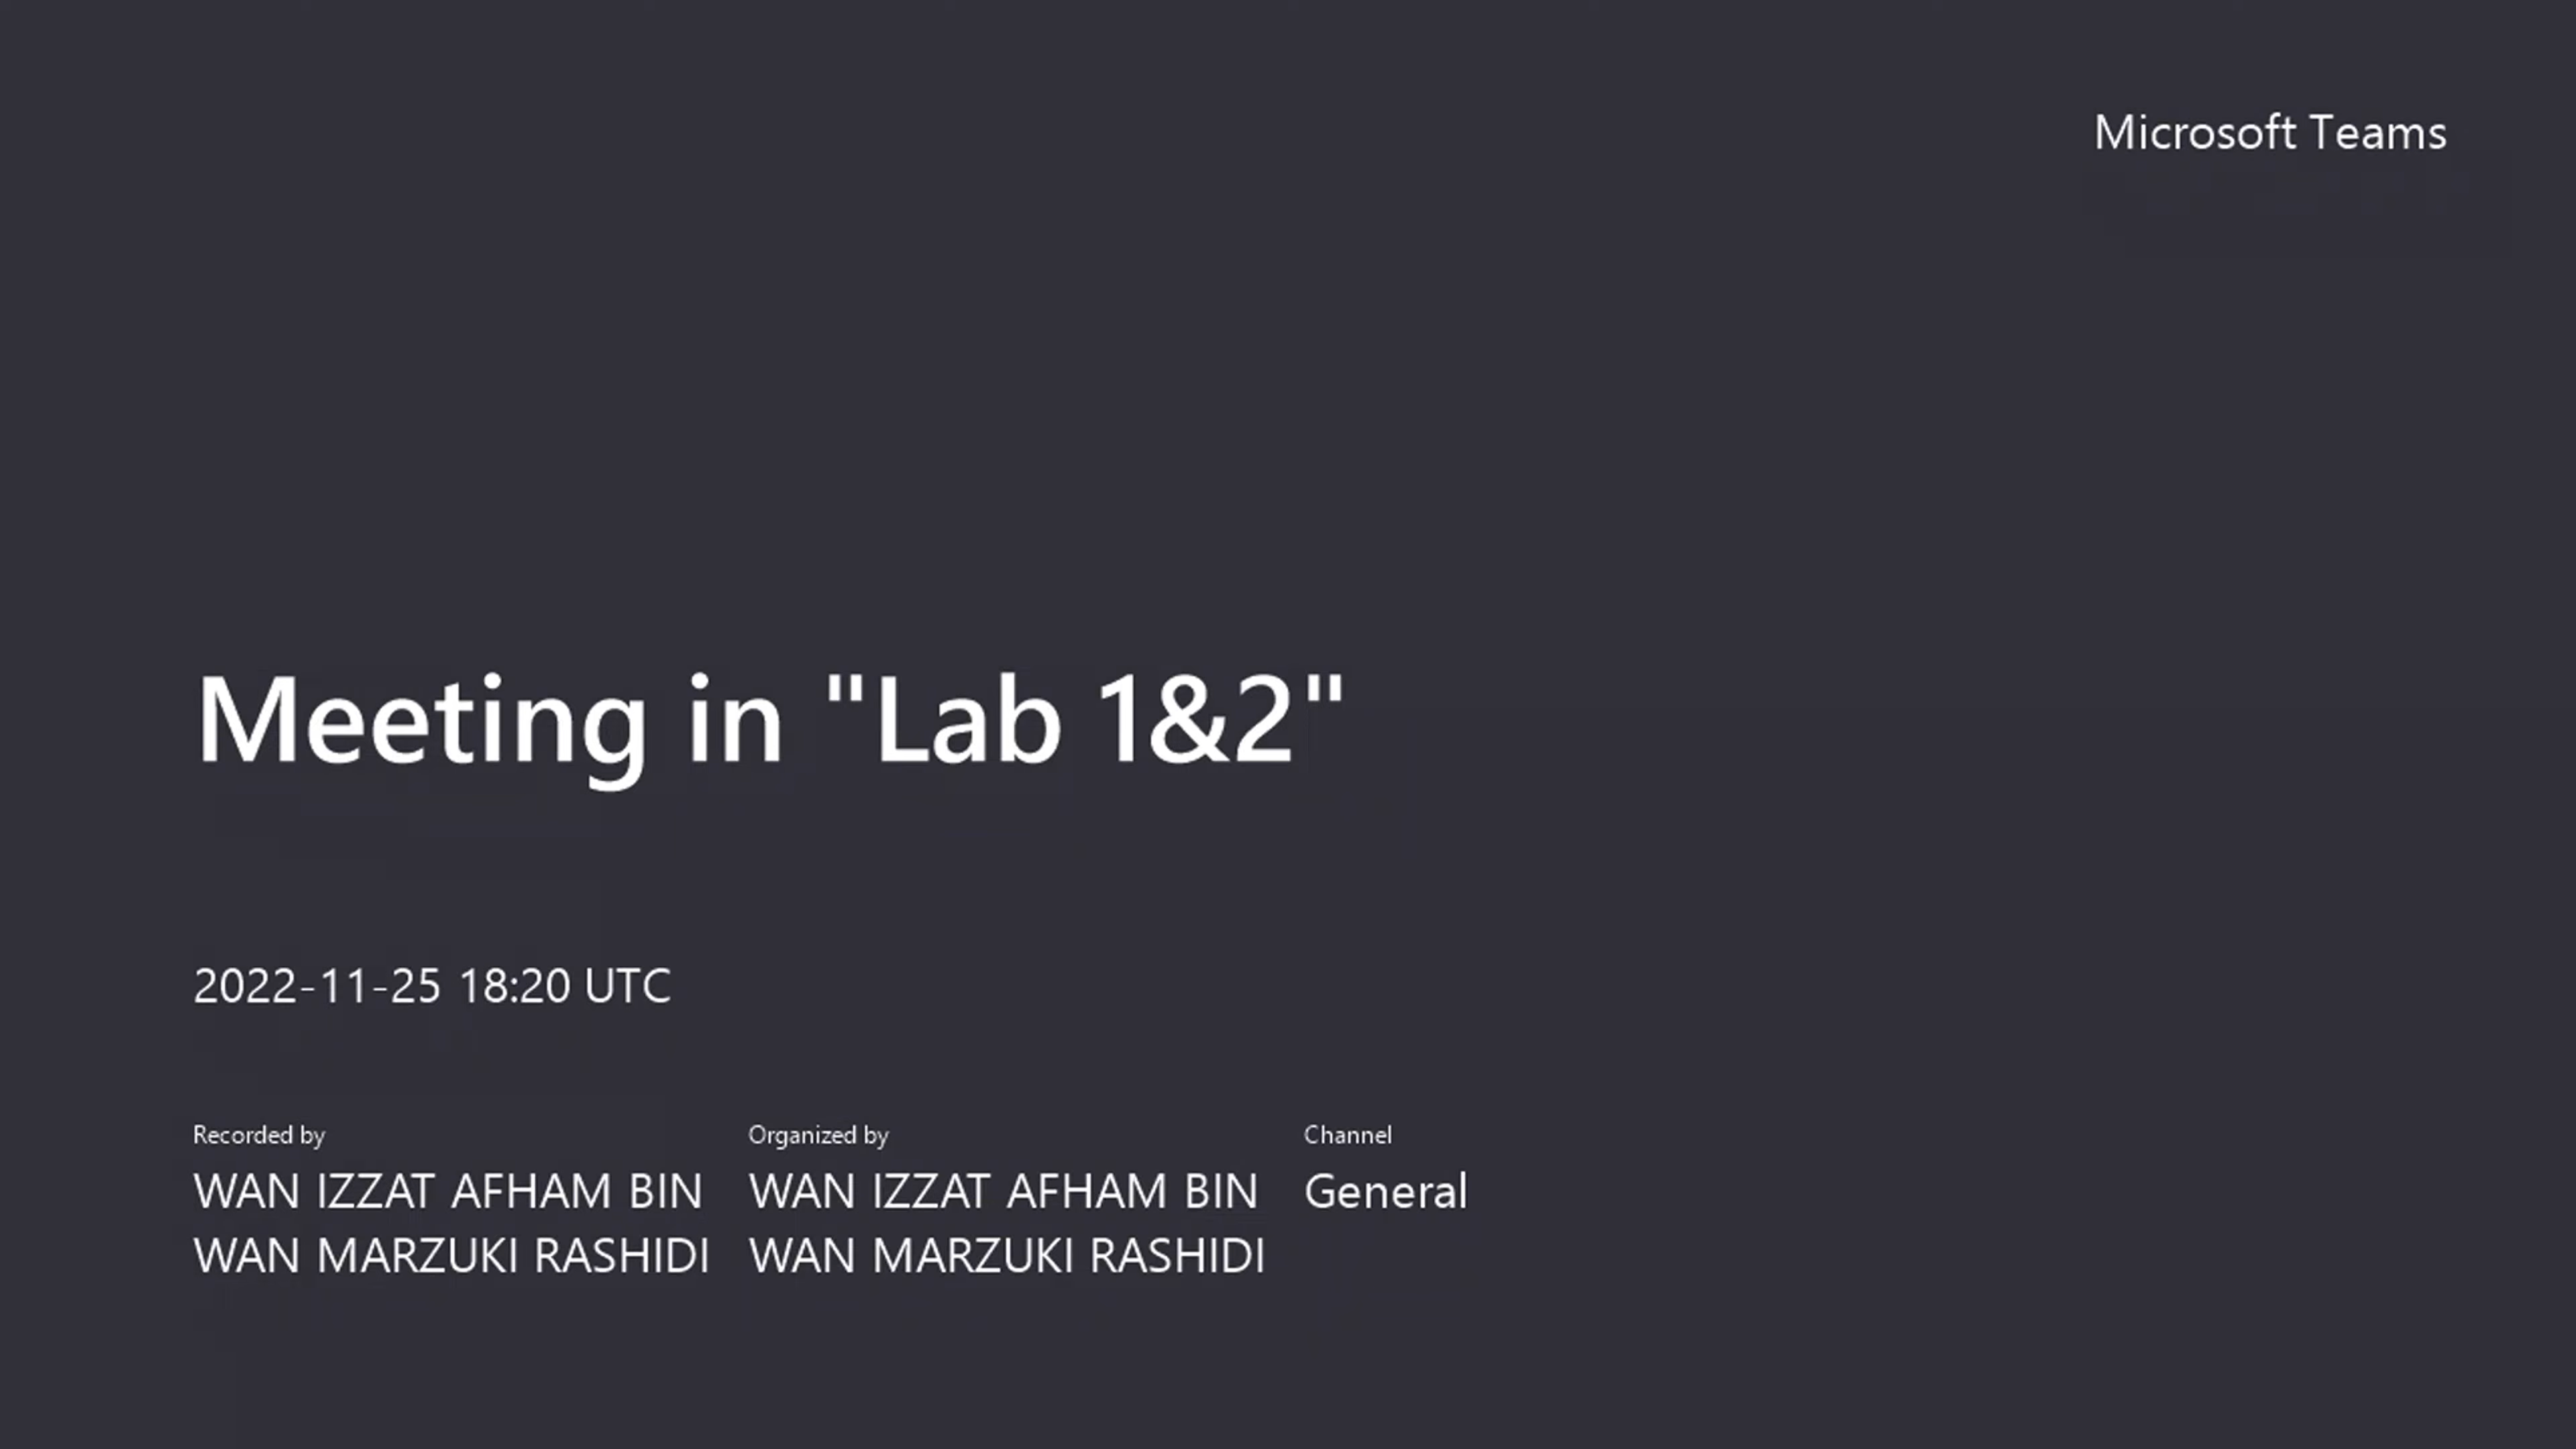 Microsoft Teams
Meeting in "Lab 1&2"
2022-11-25 18:20 UTC
Recorded by
WAN IZZAT AFHAM BIN
WAN MARZUKI RASHIDI
Organized by
WAN IZZAT AFHAM BIN
WAN MARZUKI RASHIDI
Channel
General